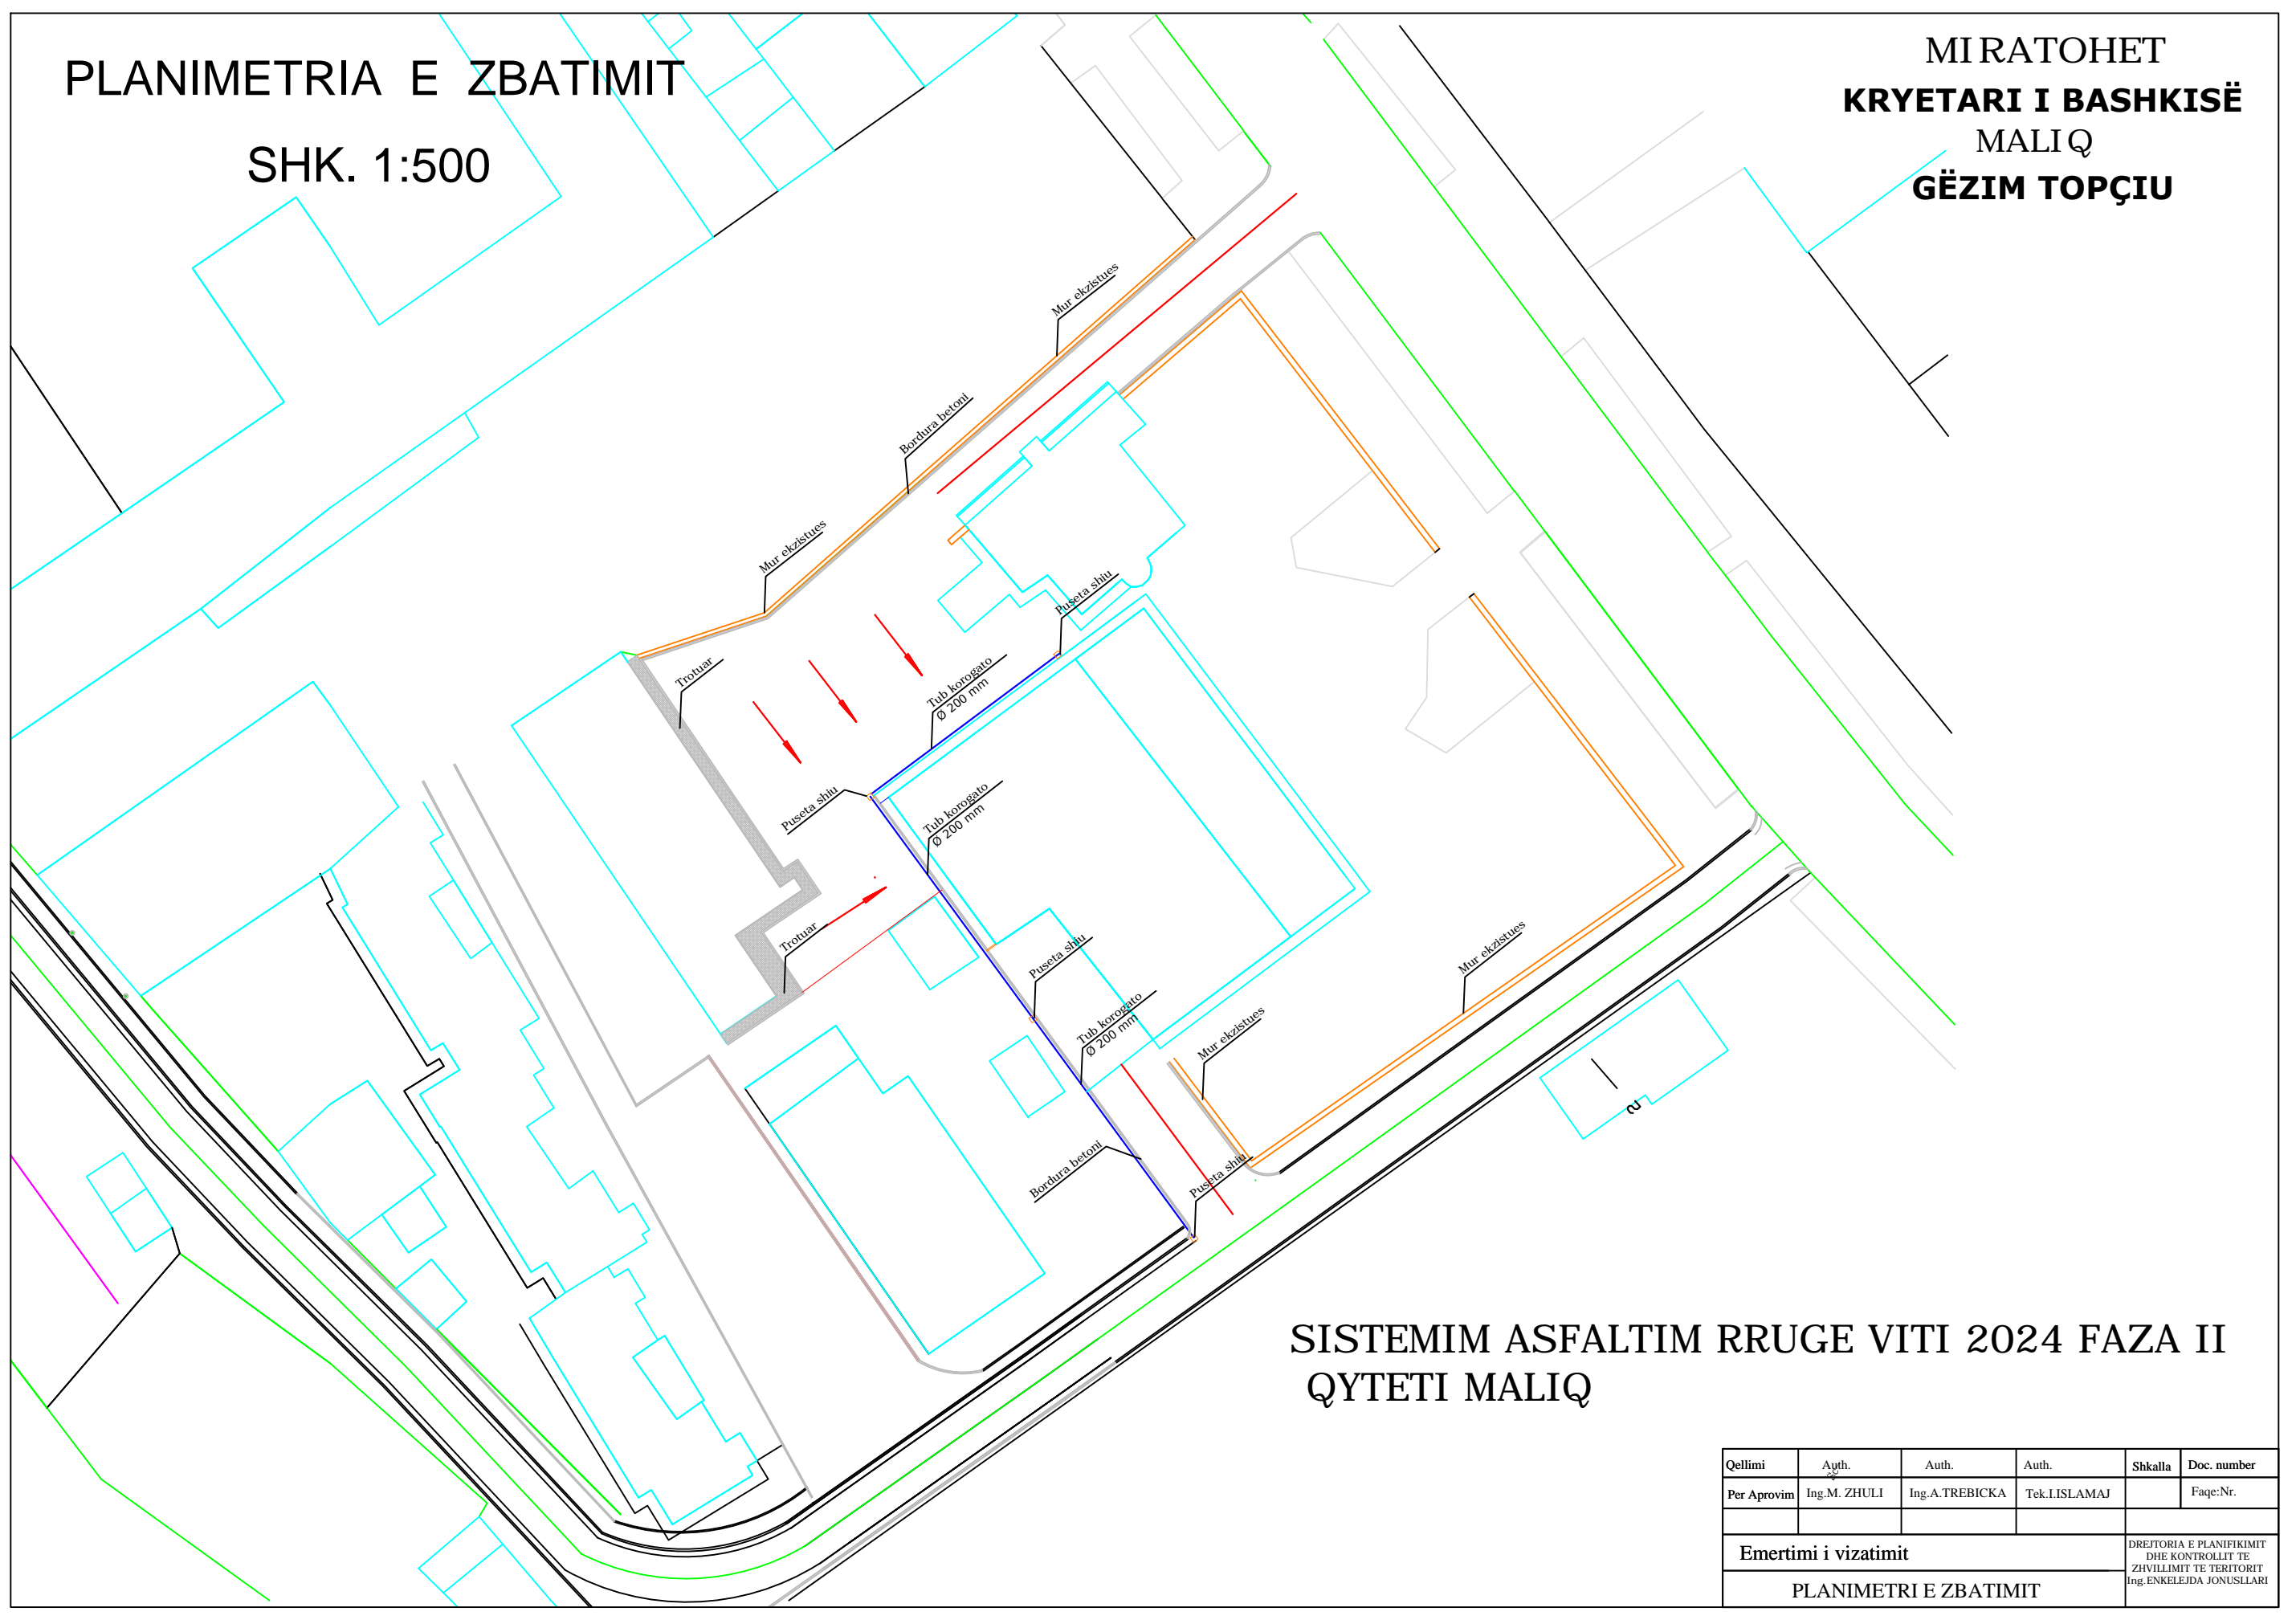 PLANIMETRIA E ZBATIMIT
SHK. 1:500
MIRATOHET
KRYETARI I BASHKISË
MALIQ
GËZIM TOPÇIU
Mur ekzistues
Bordura betoni
Mur ekzistues
Puseta shiu
Trotuar
Tub korogato
Ø 200 mm
Puseta shiu
Tub korogato
Ø 200 mm
Trotuar
Puseta shiu
Mur ekzistues
Tub korogato
Ø 200 mm
Mur ekzistues
Bordura betoni
Puseta shiu
2
SISTEMIM ASFALTIM RRUGE VITI 2024 FAZA II
QYTETI MALIQ
Qellimi Auth. Auth. Auth. Shkalla Doc. number
Per Aprovim Ing.M. ZHULI Ing.A.TREBICKA Tek.I.ISLAMAJ Faqe:Nr.
Emertimi i vizatimit
PLANIMETRI E ZBATIMIT
DREJTORIA E PLANIFIKIMIT
DHE KONTROLLIT TE
ZHVILLIMIT TE TERITORIT
Ing.ENKELEJDA JONUSLLARI